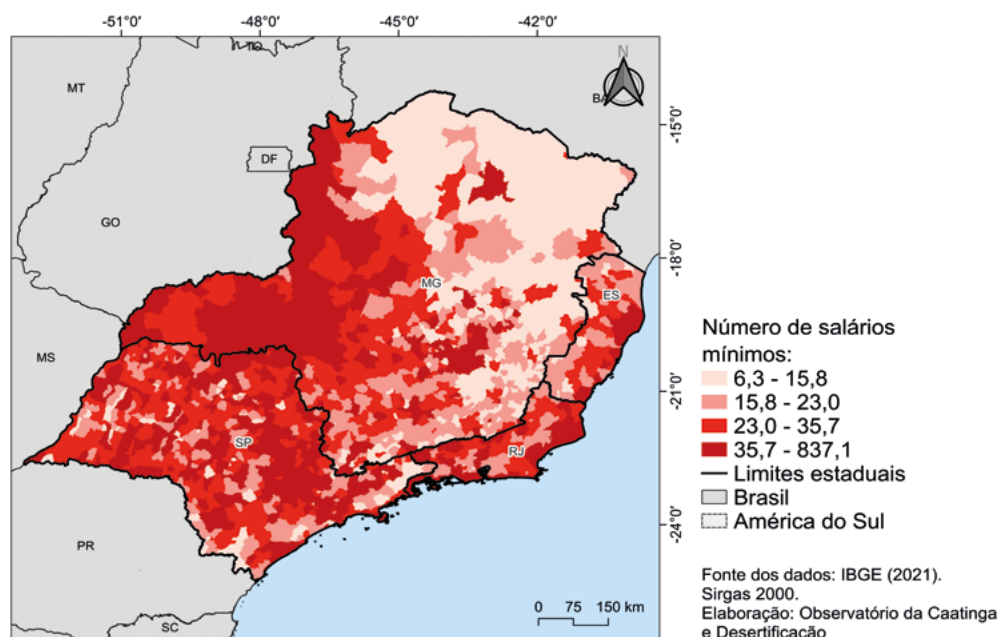 -51°0' -48°0' -45°0' -42°0'
TO
N
MT
BA
-15°0'
DF
GO
-18°0'
MG
ES
MS
-21°0'
SP
RJ
-24°0'
PR
SC
0 75 150 km
Número de salários
mínimos:
6,3 - 15,8
15,8 - 23,0
23,0 - 35,7
35,7 - 837,1
Limites estaduais
Brasil
América do Sul
Fonte dos dados: IBGE (2021).
Sirgas 2000.
Elaboração: Observatório da Caatinga
e Desertificação